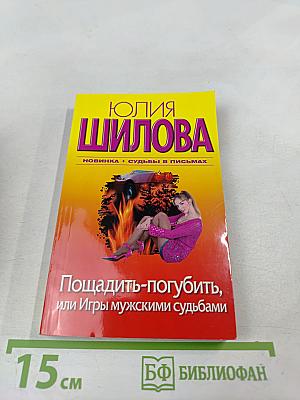 ЮЛИЯ
ШИЛОВА
НОВИНКА + СУДЬБЫ В ПИСЬМАХ
Пощадить-погубить,
или Игры мужскими судьбами
15 см
БФ БИБЛИОФАН